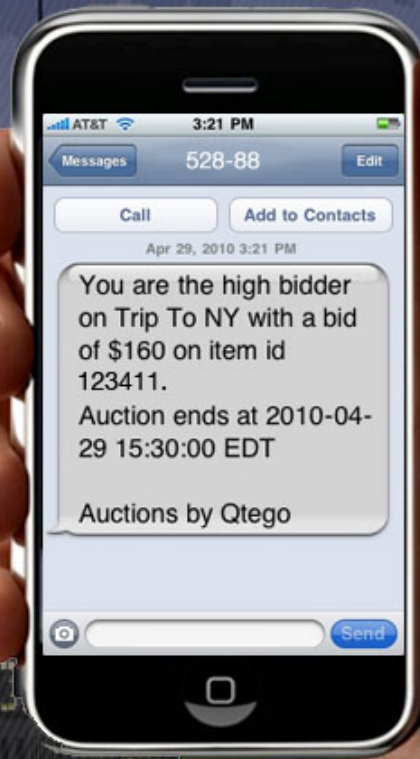 AT&T 3:21 PM
Messages 528-88 Edit
Call Add to Contacts
Apr 29, 2010 3:21 PM
You are the high bidder
on Trip To NY with a bid
of $160 on item id
123411.
Auction ends at 2010-04-
29 15:30:00 EDT
Auctions by Qtego
Send